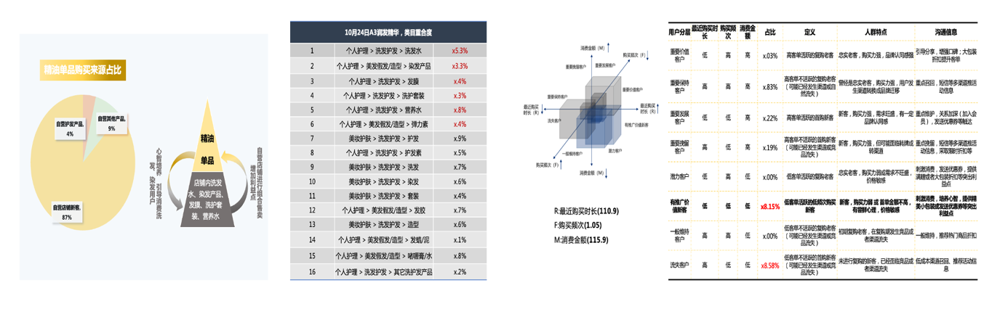 精油单品购买来源占比
自营护发产品,
4%
自营其他产品,
9%
自营店铺新客,
87%
精油
单品
店铺内洗发
水、染发产品、
发膜、洗护套
装、营养水
心智培养，引导消费洗
发、染发用户
自营店铺进行组合售卖
增加利益点
10月24日A3润发精华，类目重合度
1 个人护理 > 洗发护发 > 洗发水 x5.3%
2 个人护理 > 美发假发/造型 > 染发产品 x3.3%
3 个人护理 > 洗发护发 > 发膜 x.4%
4 个人护理 > 洗发护发 > 洗护套装 x.3%
5 个人护理 > 洗发护发 > 营养水 x.8%
6 个人护理 > 美发假发/造型 > 弹力素 x.4%
7 美妆护肤 > 洗发护发 > 护发 x.9%
8 个人护理 > 洗发护发 > 护发素 x.5%
9 美妆护肤 > 洗发护发 > 洗发 x.7%
10 美妆护肤 > 洗发护发 > 染发 x.6%
11 美妆护肤 > 洗发护发 > 套装 x.4%
12 个人护理 > 美发假发/造型 > 发胶 x.7%
13 美妆护肤 > 洗发护发 > 造型 x.6%
14 个人护理 > 美发假发/造型 > 发蜡/泥 x.1%
15 个人护理 > 美发假发/造型 > 啫喱膏/水 x.8%
16 个人护理 > 洗发护发 > 其它洗护发产品 x.2%
消费金额（M）
购买频次（F）
重要挽留客户
重要发展客户
重要保持客户
重要价值客户
最近购买
时长（R）
最近购买
时长（R）
流失客户
有推广价值新客
一般维持客户
潜力客户
购买频次（F）
消费金额（M）
R:最近购买时长(110.9)
F:购买频次(1.05)
M:消费金额(115.9)
用户分层 最近购买时长 购买频次 消费金额 占比 定义 人群特点 沟通信息
重要价值客户 低 高 高 x.03% 高客单活跃的复购老客 忠实老客，购买力强，品牌认同感强 引导分享，增强口碑；大包装折扣提升客单
重要保持客户 高 高 高 x.83% 高客单不活跃的复购老客（可能已经发生渠道或自然流失） 曾经是忠实老客，购买力强，用户发生渠道转换或品牌迁移 重点召回，短信等多渠道推活动信息
重要发展客户 低 低 高 x.22% 高客单活跃的首购新客 新客，购买力强，需求旺盛，有一定品牌认同感 重点维护，关系加深（加入会员），发送优惠券等触达
重要挽留客户 高 低 高 x.19% 高客单不活跃的首购新客（可能已经发生渠道或竞品流失） 新客，购买力强，但可能面临转牌或转渠道 重点挽留，短信等多渠道推活动信息，采取限时折扣等
潜力客户 低 高 低 x.00% 低客单活跃的复购老客 忠实老客，购买力弱或需求不旺盛，价格敏感 刺激消费，发送优惠券，提供满赠或者大包装折扣等突出利益点
有推广价值新客 低 低 低 x8.15% 低客单活跃的低频次购买新客 新客，购买力弱 或 首单金额不高，有尝鲜心理，价格敏感 刺激消费，培养心智，提供精美小包装或发送优惠券等突出利益点
一般维持客户 高 高 低 x.00% 低客单不活跃的复购老客（可能已经发生渠道或竞品流失） 初期复购老客，在复购期发生竞品或者渠道流失 一般维持，推荐热门商品折扣
流失客户 高 低 低 x8.58% 低客单不活跃的首购新客（可能已经发生渠道或竞品流失） 未进行复购的新客，已经面临竞品或者渠道流失 低成本渠道召回、推荐活动信息